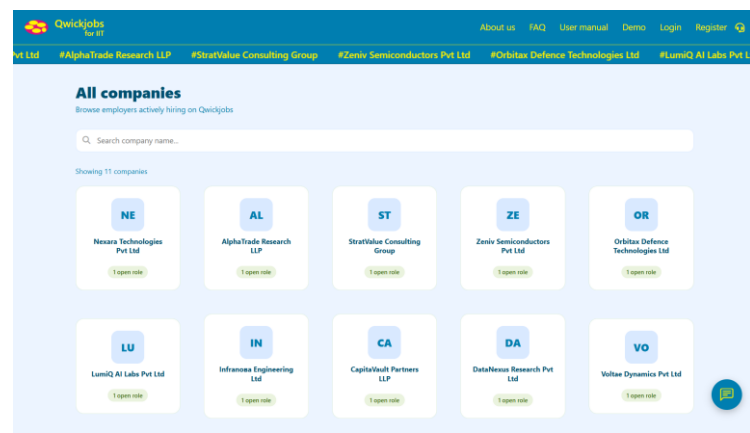 Qwickjobs
for IIT
About us FAQ User manual Demo Login Register
Pvt Ltd #AlphaTrade Research LLP #StratValue Consulting Group #Zeniv Semiconductors Pvt Ltd #Orbitax Defence Technologies Ltd #LumiQ AI Labs Pvt L
All companies
Browse employers actively hiring on Qwickjobs
Search company name...
Showing 11 companies
NE AL ST ZE OR
Nexara Technologies Pvt Ltd
AlphaTrade Research LLP
StratValue Consulting Group
Zeniv Semiconductors Pvt Ltd
Orbitax Defence Technologies Ltd
1 open role 1 open role 1 open role 1 open role 1 open role
LU IN CA DA VO
LumiQ AI Labs Pvt Ltd
Infranova Engineering Ltd
CapitaVault Partners LLP
DataNexus Research Pvt Ltd
Voltae Dynamics Pvt Ltd
1 open role 1 open role 1 open role 1 open role 1 open role